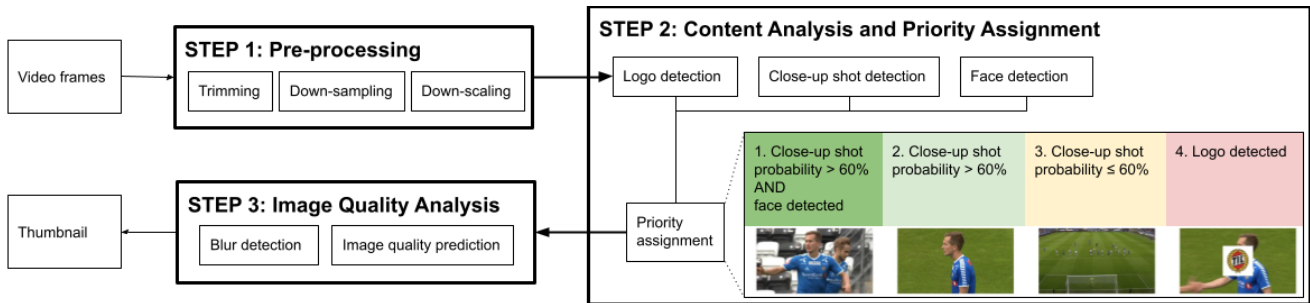 Video frames
STEP 1: Pre-processing
Trimming
Down-sampling
Down-scaling
STEP 2: Content Analysis and Priority Assignment
Logo detection
Close-up shot detection
Face detection
1. Close-up shot
probability > 60%
AND
face detected
2. Close-up shot
probability > 60%
3. Close-up shot
probability ≤ 60%
4. Logo detected
Priority
assignment
TIL
STEP 3: Image Quality Analysis
Blur detection
Image quality prediction
Thumbnail